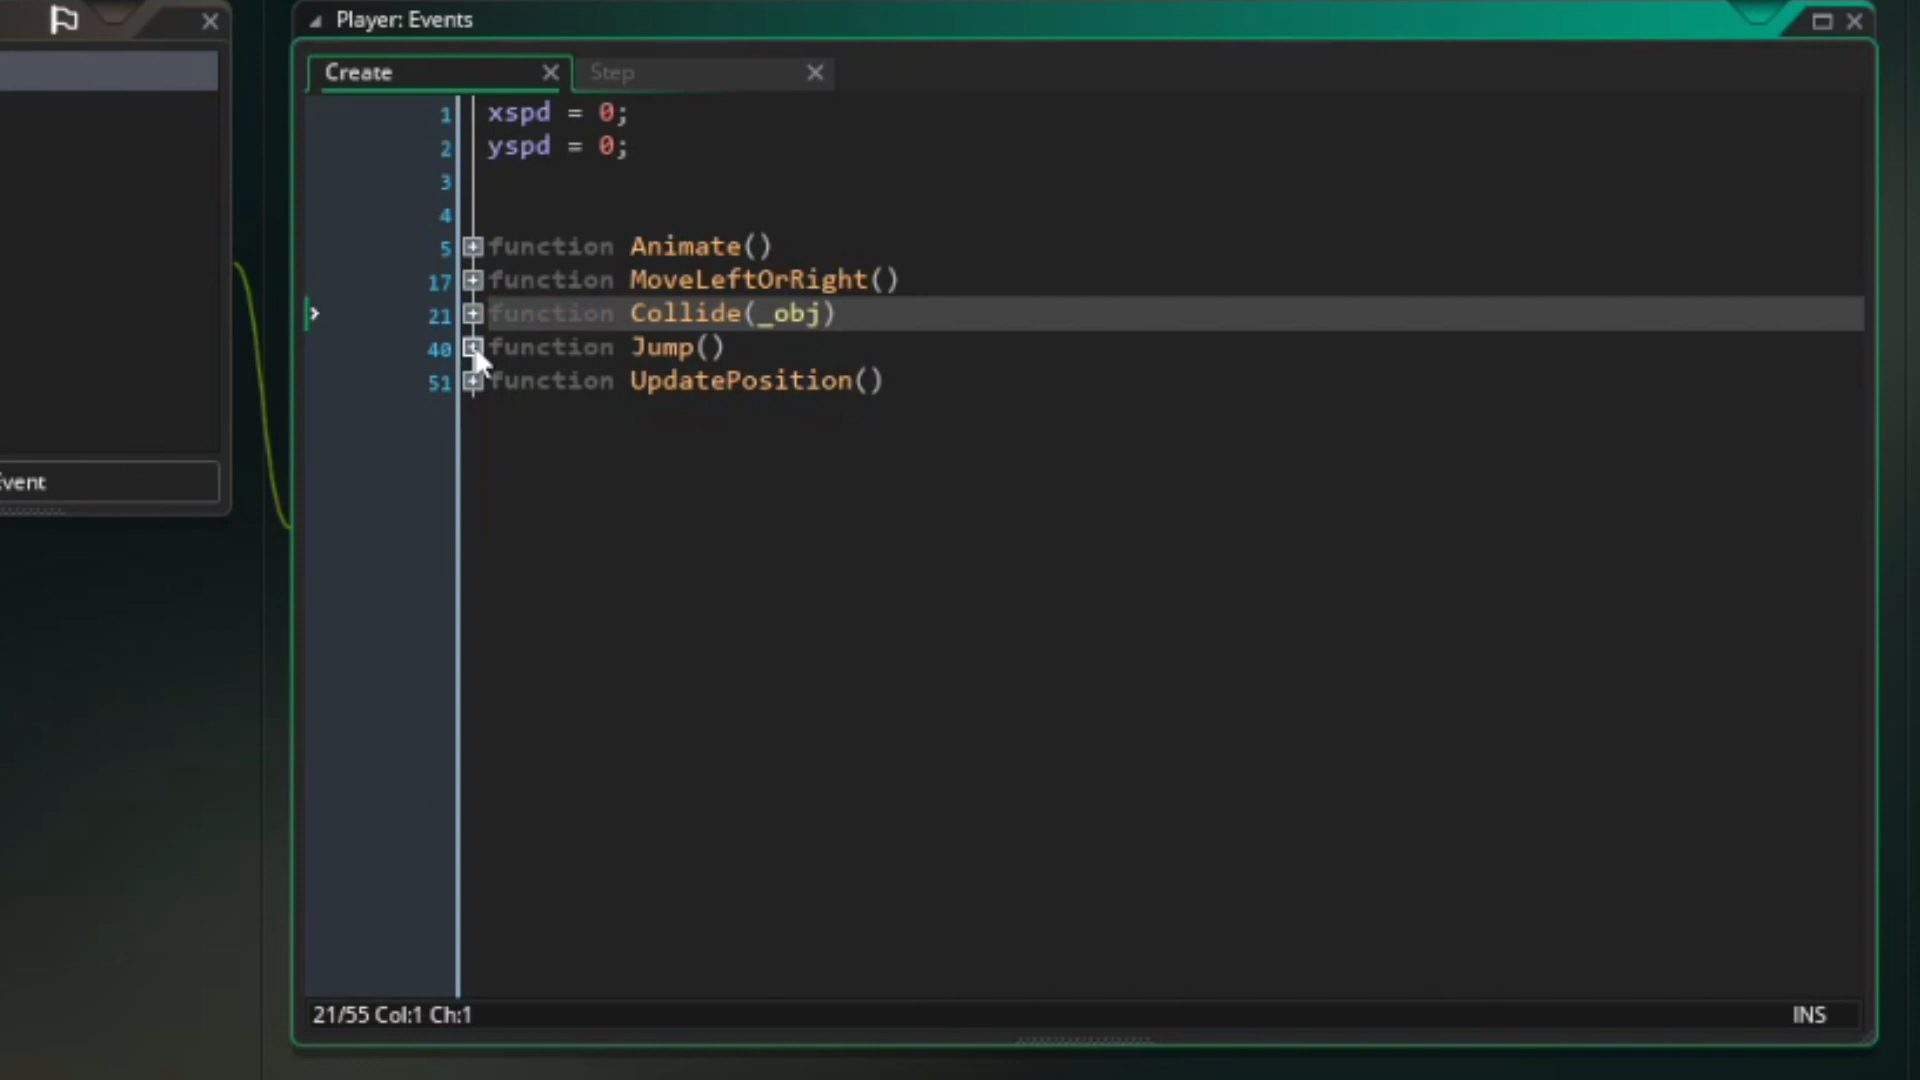 Player: Events
Create
Step
1 xspd = 0;
2 yspd = 0;
3
4
5 function Animate()
17 function MoveLeftOrRight()
21 function Collide(_obj)
40 function Jump()
51 function UpdatePosition()
Event
21/55 Col:1 Ch:1
INS